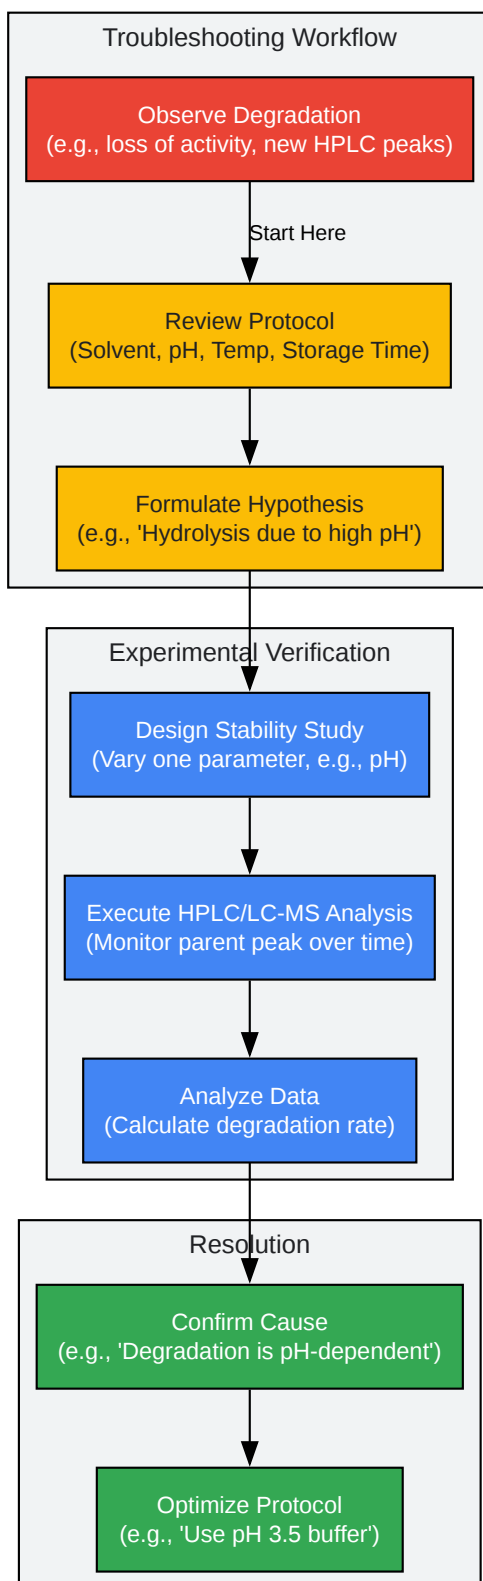 Troubleshooting Workflow
Observe Degradation
(e.g., loss of activity, new HPLC peaks)
Start Here
Review Protocol
(Solvent, pH, Temp, Storage Time)
Formulate Hypothesis
(e.g., 'Hydrolysis due to high pH')
Experimental Verification
Design Stability Study
(Vary one parameter, e.g., pH)
Execute HPLC/LC-MS Analysis
(Monitor parent peak over time)
Analyze Data
(Calculate degradation rate)
Resolution
Confirm Cause
(e.g., 'Degradation is pH-dependent')
Optimize Protocol
(e.g., 'Use pH 3.5 buffer')